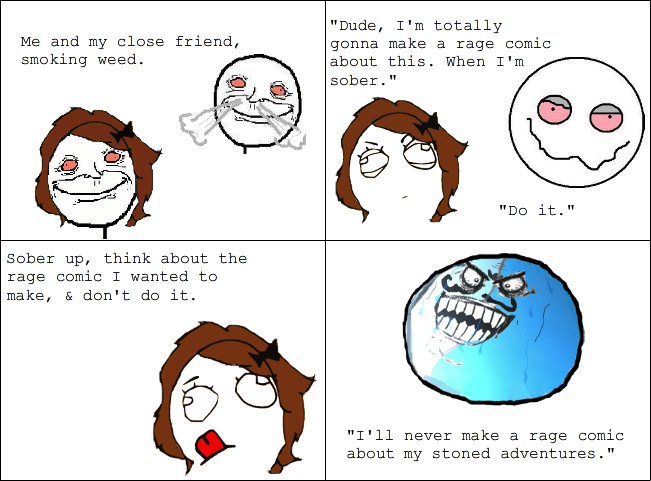 Me and my close friend,
smoking weed.
"Dude, I'm totally
gonna make a rage comic
about this. When I'm
sober."
"Do it."
Sober up, think about the
rage comic I wanted to
make, & don't do it.
"I'll never make a rage comic
about my stoned adventures."